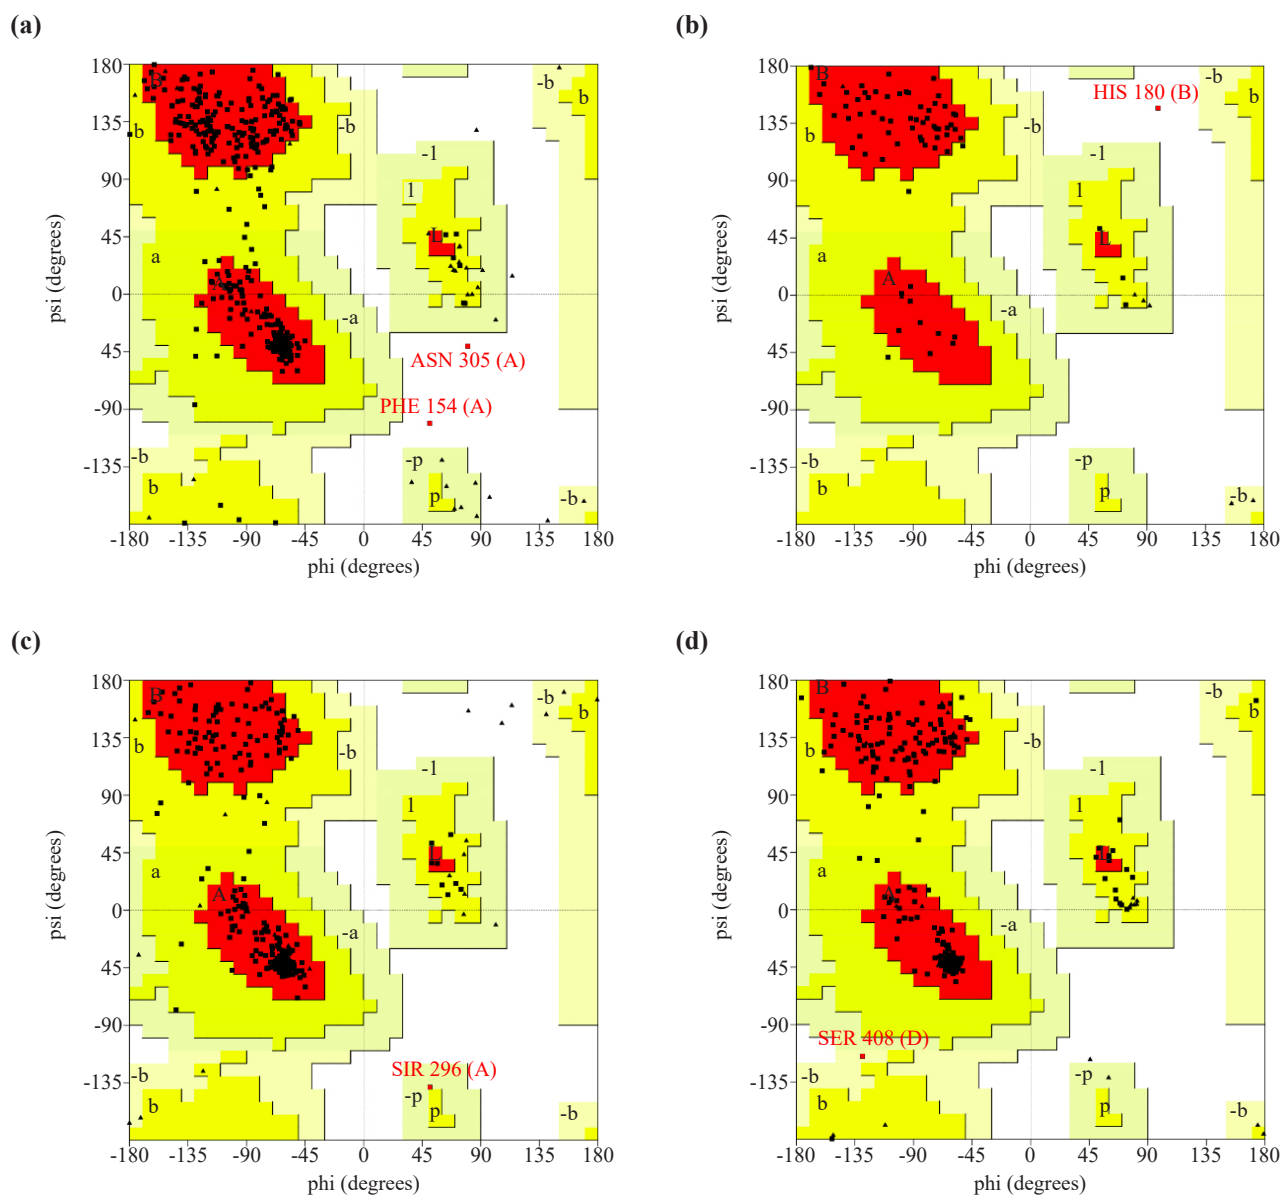 (a)
180
135
90
45
0
45
-90
-135
psi (degrees)
B
b
-b
-b
b
-1
1
L
a
A
-a
ASN 305 (A)
PHE 154 (A)
-b
b
-p
p
-b
-180
-135
-90
-45
0
45
90
135
180
phi (degrees)
(b)
180
135
90
45
0
45
-90
-135
psi (degrees)
B
b
-b
-b
b
HIS 180 (B)
-1
1
L
a
A
-a
-b
b
-p
p
-b
-180
-135
-90
-45
0
45
90
135
180
phi (degrees)
(c)
180
135
90
45
0
45
-90
-135
psi (degrees)
B
b
-b
-b
b
-1
1
L
a
A
-a
SIR 296 (A)
-b
b
-p
p
-b
-180
-135
-90
-45
0
45
90
135
180
phi (degrees)
(d)
180
135
90
45
0
45
-90
-135
psi (degrees)
B
b
-b
-b
b
-1
1
L
a
A
-a
SER 408 (D)
-b
b
-p
p
-b
-180
-135
-90
-45
0
45
90
135
180
phi (degrees)